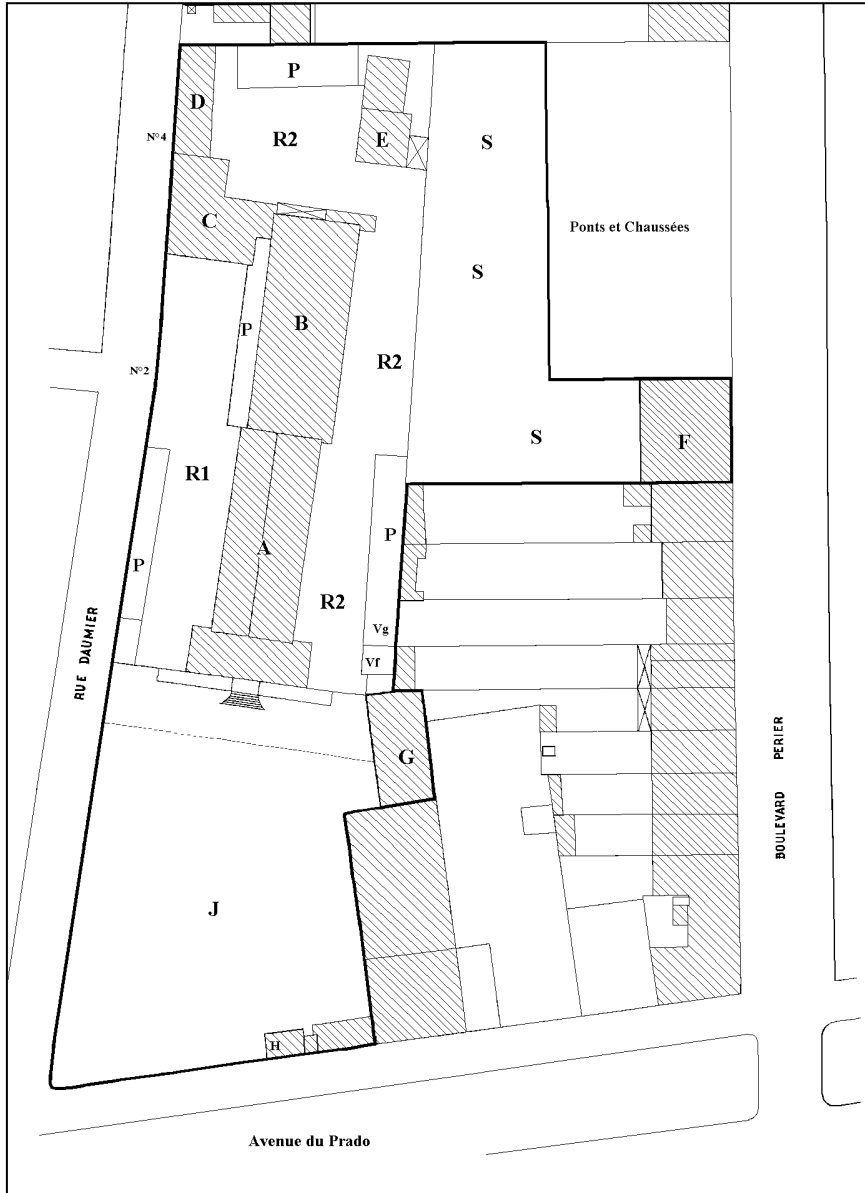 P
D
N°4
R2
E
S
C
Ponts et Chaussées
S
B
P
R2
N°2
S
F
R1
P
A
P
R2
Vg
Vf
RUE DAUMIER
G
BOULEVARD PERIER
J
H
Avenue du Prado